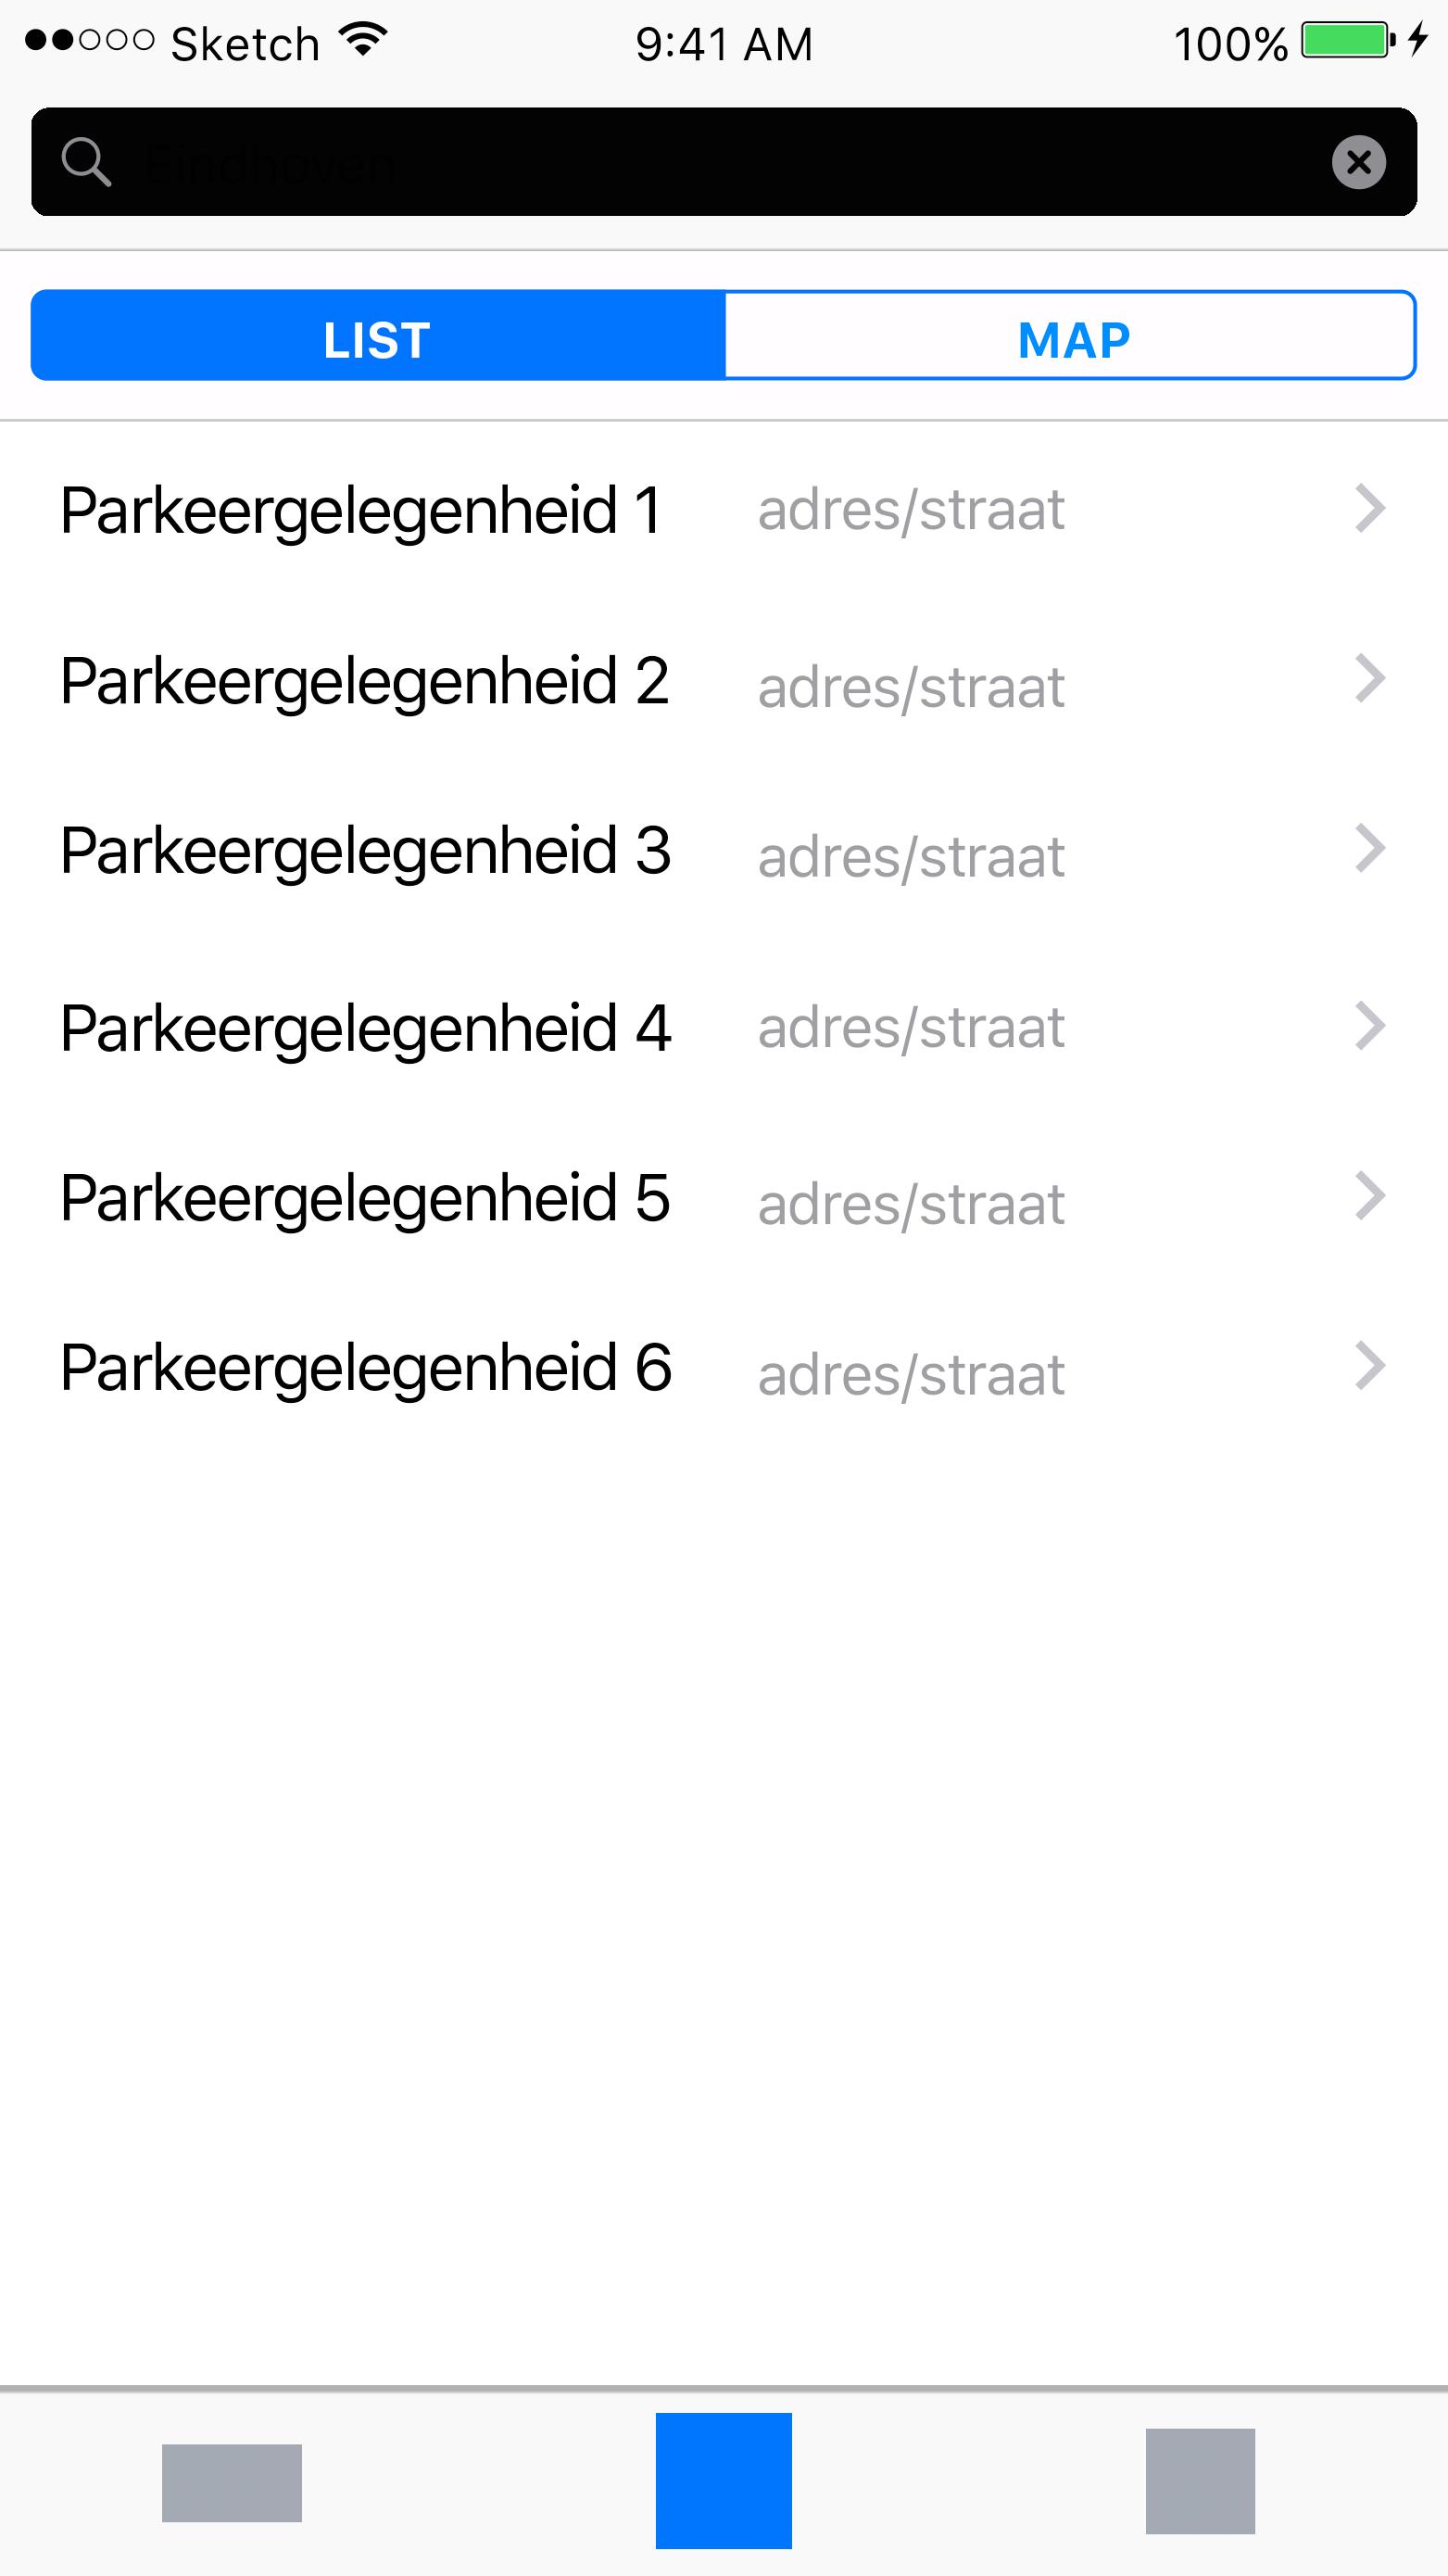 Sketch 9:41 AM 100%
Eindhoven
LIST MAP
Parkeergelegenheid 1 adres/straat
Parkeergelegenheid 2 adres/straat
Parkeergelegenheid 3 adres/straat
Parkeergelegenheid 4 adres/straat
Parkeergelegenheid 5 adres/straat
Parkeergelegenheid 6 adres/straat